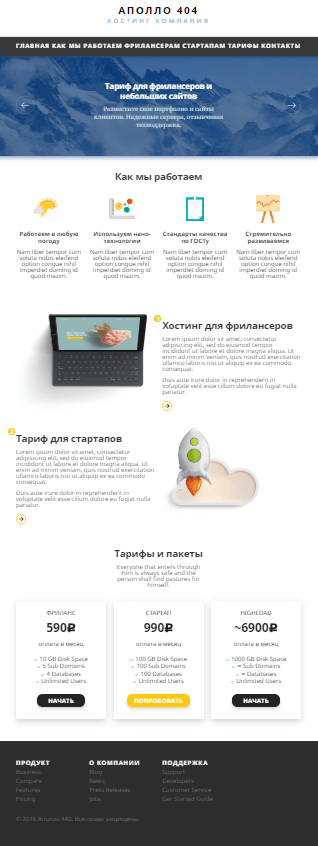 АПОЛЛО 404
ХОСТИНГ КОМПАНИЯ
ГЛАВНАЯ КАК МЫ РАБОТАЕМ ФРИЛАНСЕРАМ СТАРТАПАМ ТАРИФЫ КОНТАКТЫ
Тариф для фрилансеров и
небольших сайтов
Разместите свое портфолио и сайты
клиентов. Надежные сервера, отзывчивая
техподдержка.
Как мы работаем
Работаем в любую
погоду
Nam liber tempor cum
soluta nobis eleifend
option congue nihil
imperdiet doming id
quod mazim.
Используем нано-
технологии
Nam liber tempor cum
soluta nobis eleifend
option congue nihil
imperdiet doming id
quod mazim.
Стандарты качества
по ГОСТу
Nam liber tempor cum
soluta nobis eleifend
option congue nihil
imperdiet doming id
quod mazim.
Стремительно
развиваемся
Nam liber tempor cum
soluta nobis eleifend
option congue nihil
imperdiet doming id
quod mazim.
1
Хостинг для фрилансеров
Lorem ipsum dolor sit amet, consectetur
adipisicing elit, sed do eiusmod tempor
incididunt ut labore et dolore magna aliqua. Ut
enim ad minim veniam, quis nostrud exercitation
ullamco laboris nisi ut aliquip ex ea commodo
consequat.
Duis aute irure dolor in reprehenderit in
voluptate velit esse cillum dolore eu fugiat nulla
pariatur.
2
Тариф для стартапов
Lorem ipsum dolor sit amet, consectetur
adipisicing elit, sed do eiusmod tempor
incididunt ut labore et dolore magna aliqua. Ut
enim ad minim veniam, quis nostrud exercitation
ullamco laboris nisi ut aliquip ex ea commodo
consequat.
Duis aute irure dolor in reprehenderit in
voluptate velit esse cillum dolore eu fugiat nulla
pariatur.
Тарифы и пакеты
Everyone that enters through
Him is always safe and the
person shall find pastures for
himself.
ФРИЛАНС
590₽
оплата в месяц
✓ 10 GB Disk Space
✓ 5 Sub Domains
✓ 4 Databases
✓ Unlimited Users
НАЧАТЬ
СТАРТАП
990₽
оплата в месяц
✓ 100 GB Disk Space
✓ 100 Sub Domains
✓ 100 Databases
✓ Unlimited Users
ПОПРОБОВАТЬ
HIGHLOAD
~6900₽
оплата в месяц
✓ 1000 GB Disk Space
✓ ∞ Sub Domains
✓ ∞ Databases
✓ Unlimited Users
НАЧАТЬ
ПРОДУКТ
Business
Compare
Features
Pricing
О КОМПАНИИ
Blog
News
Press Releases
Jobs
ПОДДЕРЖКА
Support
Developers
Customer Service
Get Started Guide
© 2016 Аполло 440. Все права защищены.